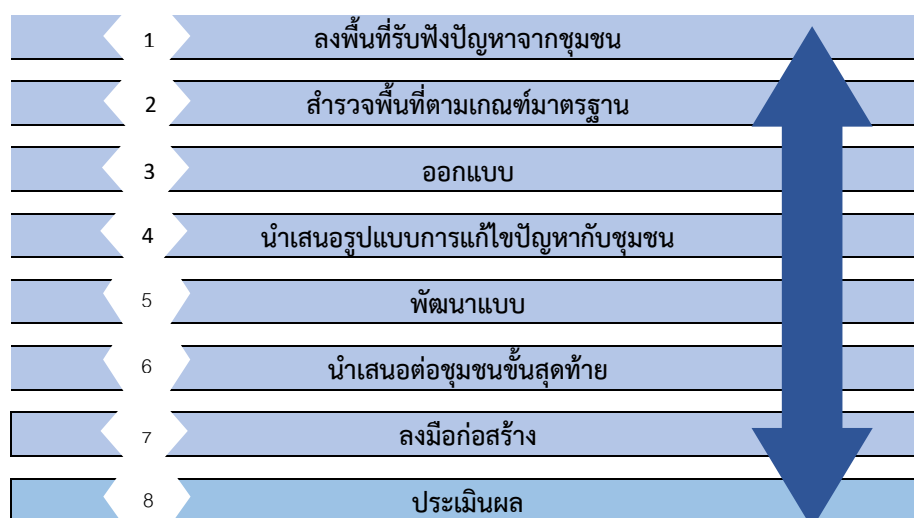 1 ลงพื้นที่รับฟังปัญหาจากชุมชน
2 สำรวจพื้นที่ตามเกณฑ์มาตรฐาน
3 ออกแบบ
4 นำเสนอรูปแบบการแก้ไขปัญหากับชุมชน
5 พัฒนาแบบ
6 นำเสนอต่อชุมชนขั้นสุดท้าย
7 ลงมือก่อสร้าง
8 ประเมินผล